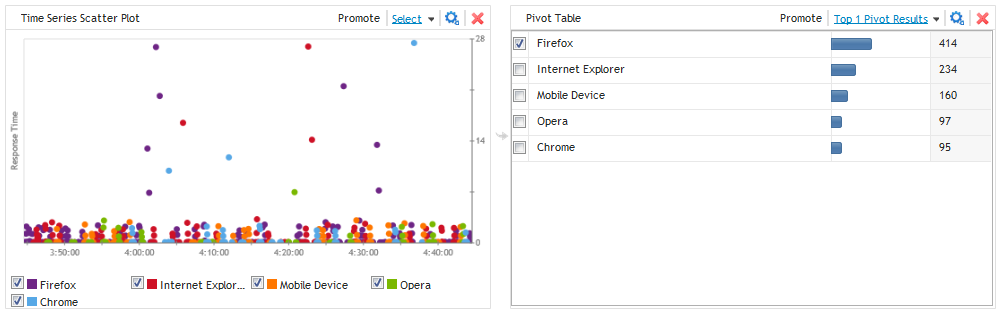 Time Series Scatter Plot Promote Select
28
14
0
Response Time
3:50:00 4:00:00 4:10:00 4:20:00 4:30:00 4:40:00
Firefox Internet Explor... Mobile Device Opera
Chrome
Pivot Table Promote Top 1 Pivot Results
Firefox 414
Internet Explorer 234
Mobile Device 160
Opera 97
Chrome 95